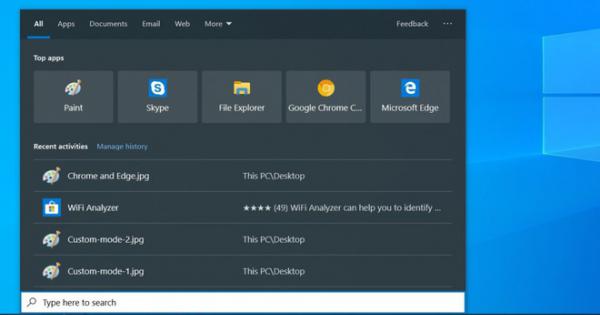 All Apps Documents Email Web More Feedback ···
Top apps
Paint Skype File Explorer Google Chrome C... Microsoft Edge
Recent activities Manage history
Chrome and Edge.jpg This PC\Desktop
WiFi Analyzer ★★★★ (49) WiFi Analyzer can help you to identify ...
Custom-mode-2.jpg This PC\Desktop
Custom-mode-1.jpg This PC\Desktop
Type here to search